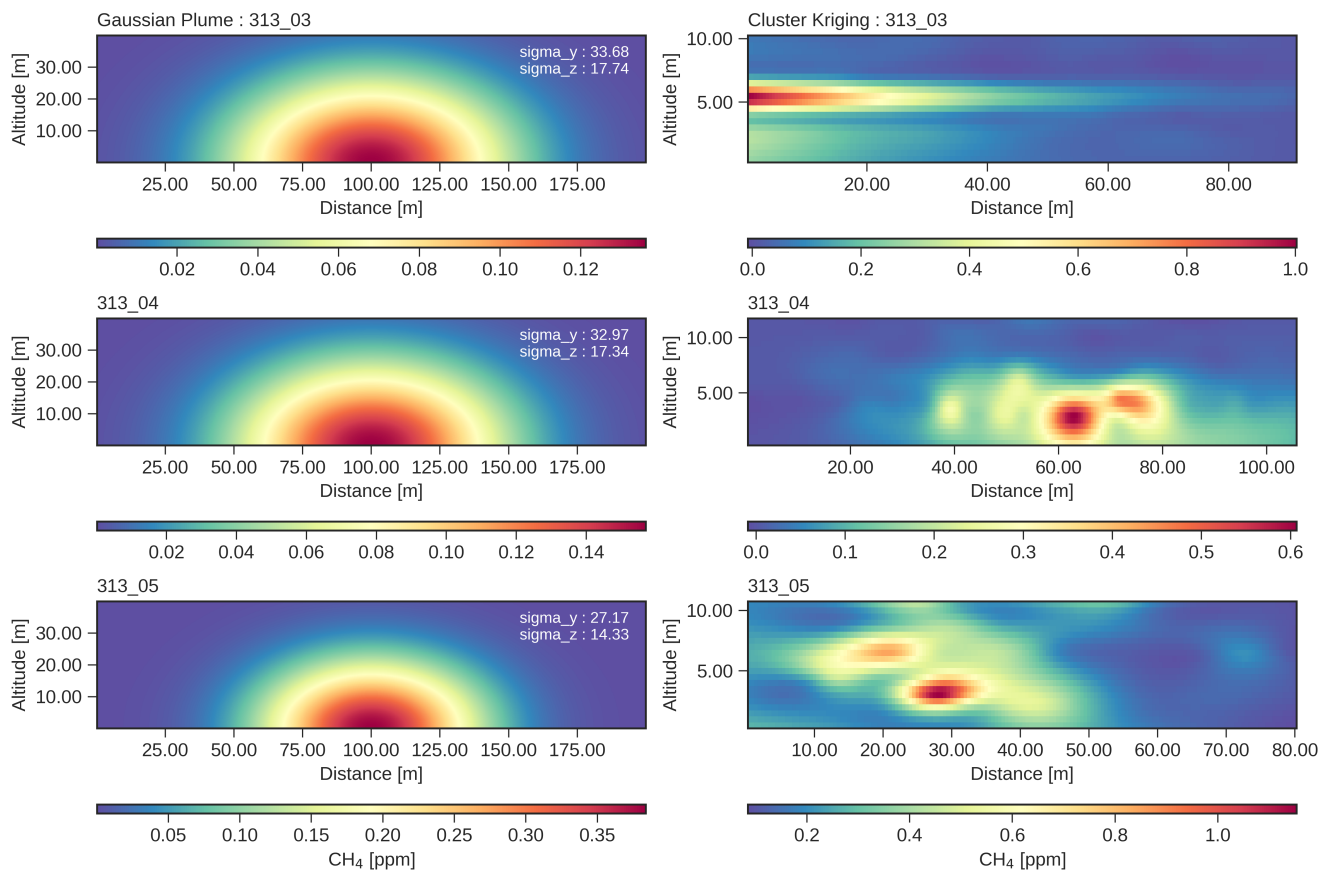 Gaussian Plume : 313_03
Altitude [m]
30.00
20.00
10.00
sigma_y : 33.68
sigma_z : 17.74
25.00 50.00 75.00 100.00 125.00 150.00 175.00
Distance [m]
0.02 0.04 0.06 0.08 0.10 0.12
Cluster Kriging : 313_03
Altitude [m]
10.00
5.00
20.00 40.00 60.00 80.00
Distance [m]
0.0 0.2 0.4 0.6 0.8 1.0
313_04
Altitude [m]
30.00
20.00
10.00
sigma_y : 32.97
sigma_z : 17.34
25.00 50.00 75.00 100.00 125.00 150.00 175.00
Distance [m]
0.02 0.04 0.06 0.08 0.10 0.12 0.14
313_04
Altitude [m]
10.00
5.00
20.00 40.00 60.00 80.00 100.00
Distance [m]
0.0 0.1 0.2 0.3 0.4 0.5 0.6
313_05
Altitude [m]
30.00
20.00
10.00
sigma_y : 27.17
sigma_z : 14.33
25.00 50.00 75.00 100.00 125.00 150.00 175.00
Distance [m]
0.05 0.10 0.15 0.20 0.25 0.30 0.35
CH₄ [ppm]
313_05
Altitude [m]
10.00
5.00
10.00 20.00 30.00 40.00 50.00 60.00 70.00 80.00
Distance [m]
0.2 0.4 0.6 0.8 1.0
CH₄ [ppm]